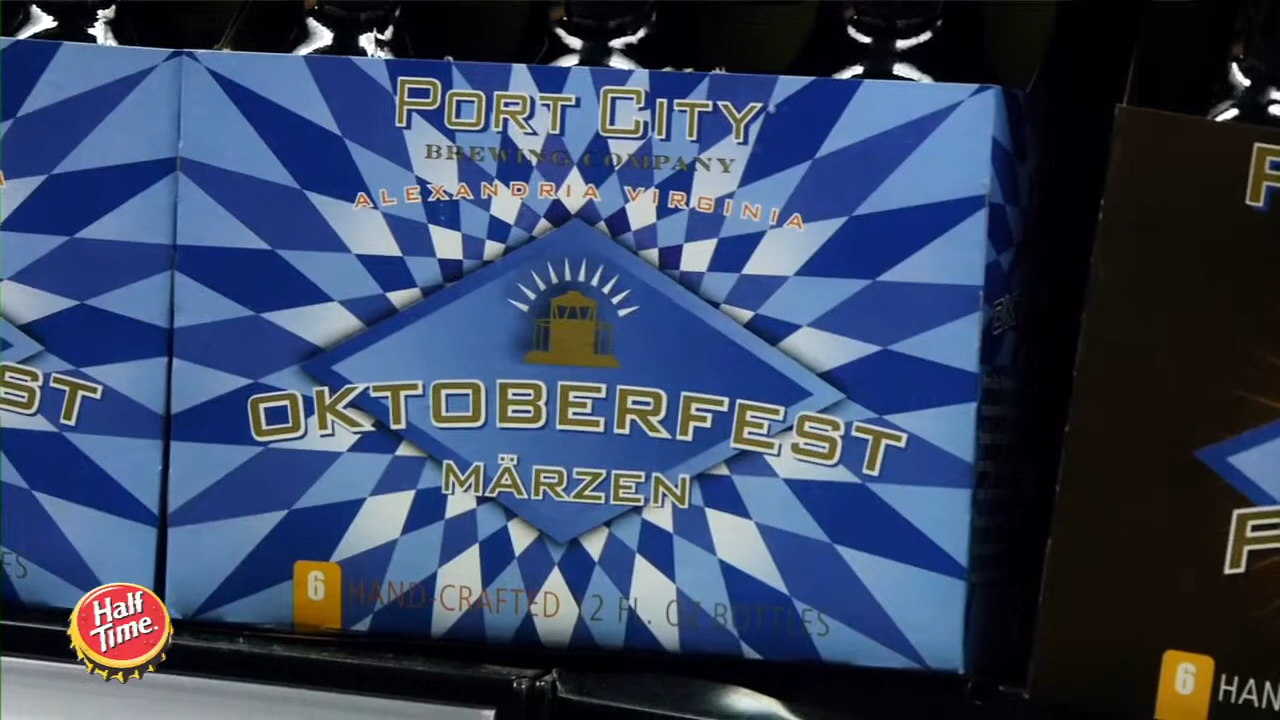 PORT CITY
BREWING COMPANY
ALEXANDRIA VIRGINIA
OKTOBERFEST
MÄRZEN
6 HAND-CRAFTED 12 FL. OZ BOTTLES
ST
ES
6 HAN
Half
Time.